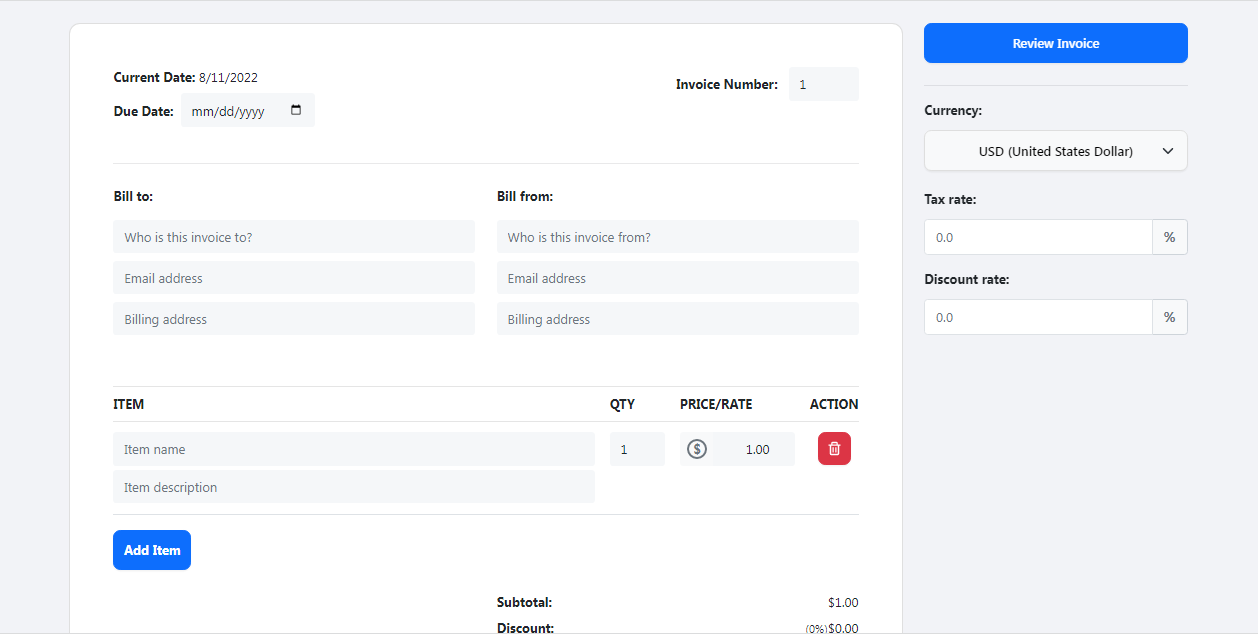 Current Date: 8/11/2022
Due Date: mm/dd/yyyy
Invoice Number: 1
Bill to:
Who is this invoice to?
Email address
Billing address
Bill from:
Who is this invoice from?
Email address
Billing address
ITEM QTY PRICE/RATE ACTION
Item name 1 $ 1.00
Item description
Add Item
Subtotal: $1.00
Discount: (0%)$0.00
Review Invoice
Currency:
USD (United States Dollar)
Tax rate:
0.0 %
Discount rate:
0.0 %